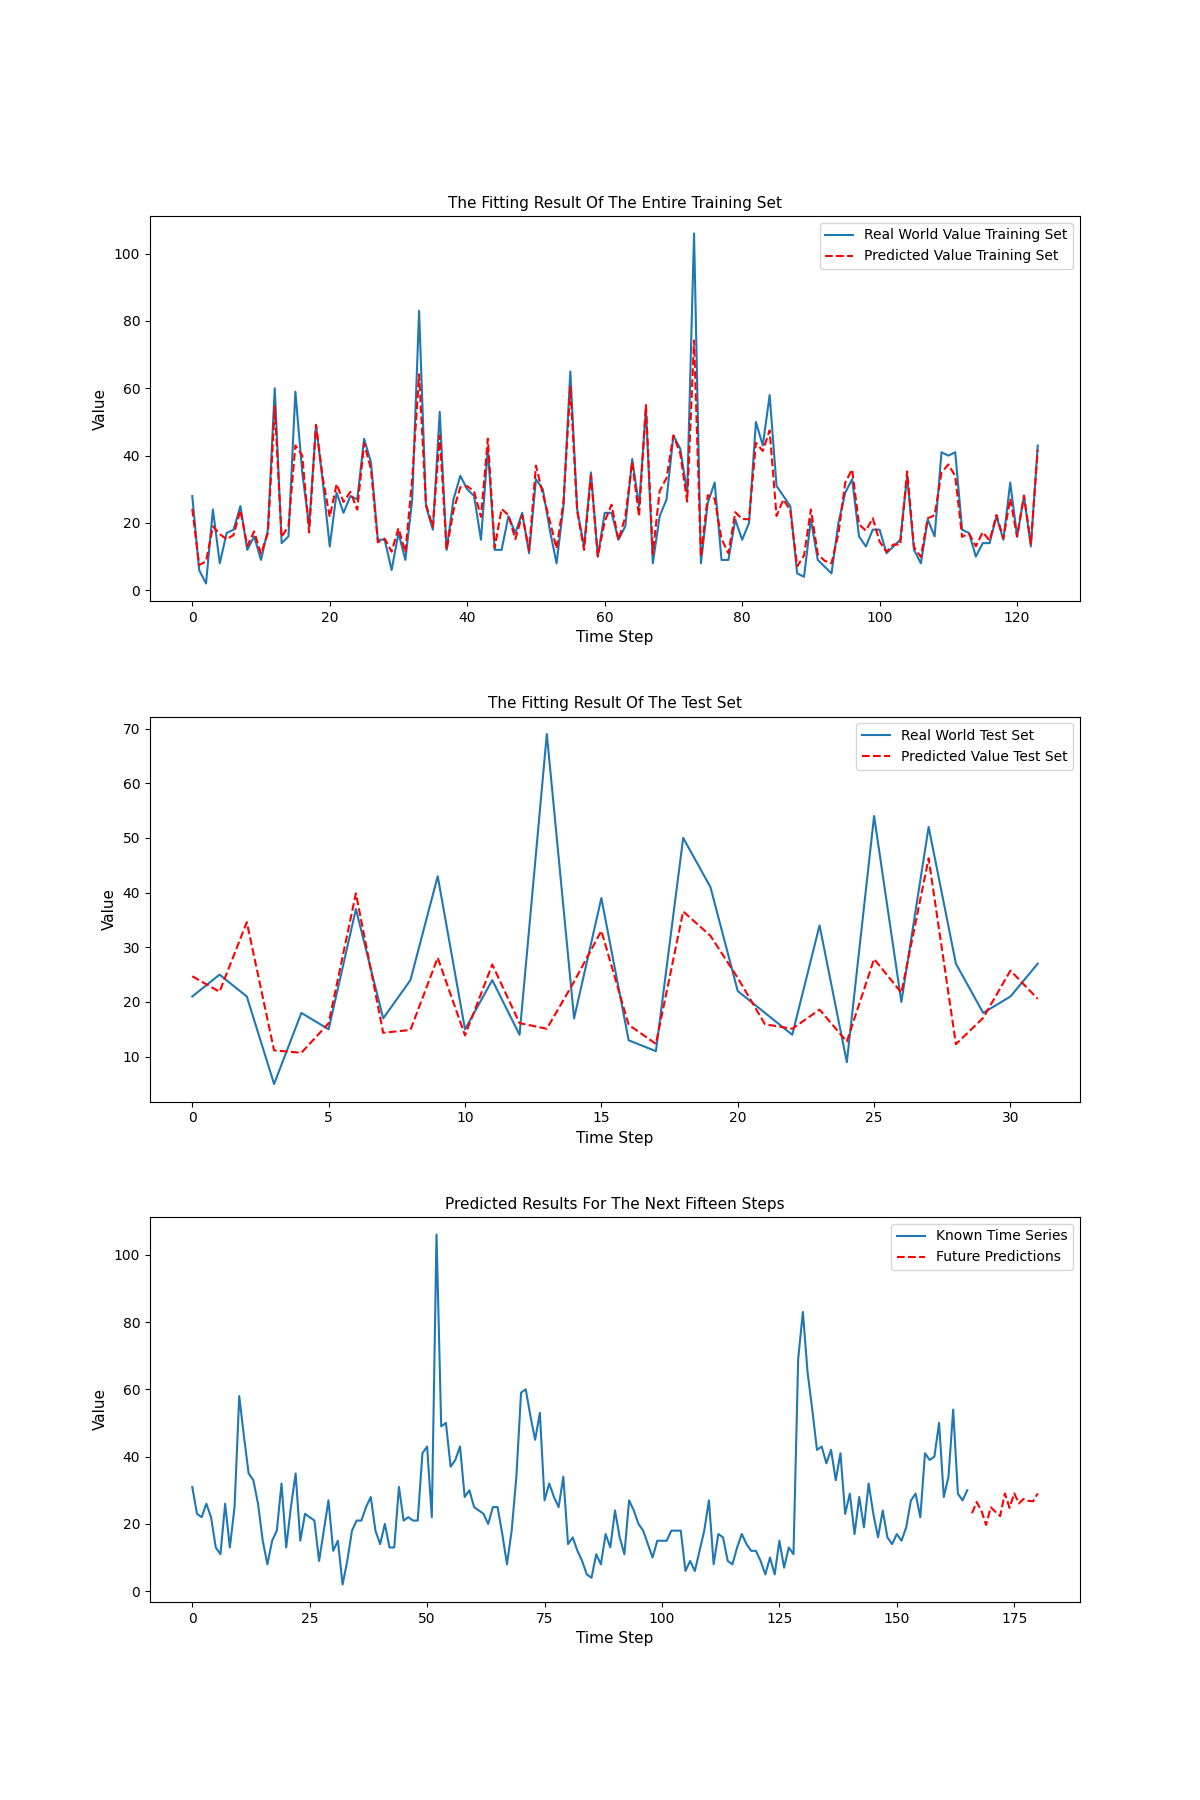 The Fitting Result Of The Entire Training Set
Real World Value Training Set
Predicted Value Training Set
Value
100
80
60
40
20
0
0 20 40 60 80 100 120
Time Step
The Fitting Result Of The Test Set
Real World Test Set
Predicted Value Test Set
Value
70
60
50
40
30
20
10
0 5 10 15 20 25 30
Time Step
Predicted Results For The Next Fifteen Steps
Known Time Series
Future Predictions
Value
100
80
60
40
20
0
0 25 50 75 100 125 150 175
Time Step